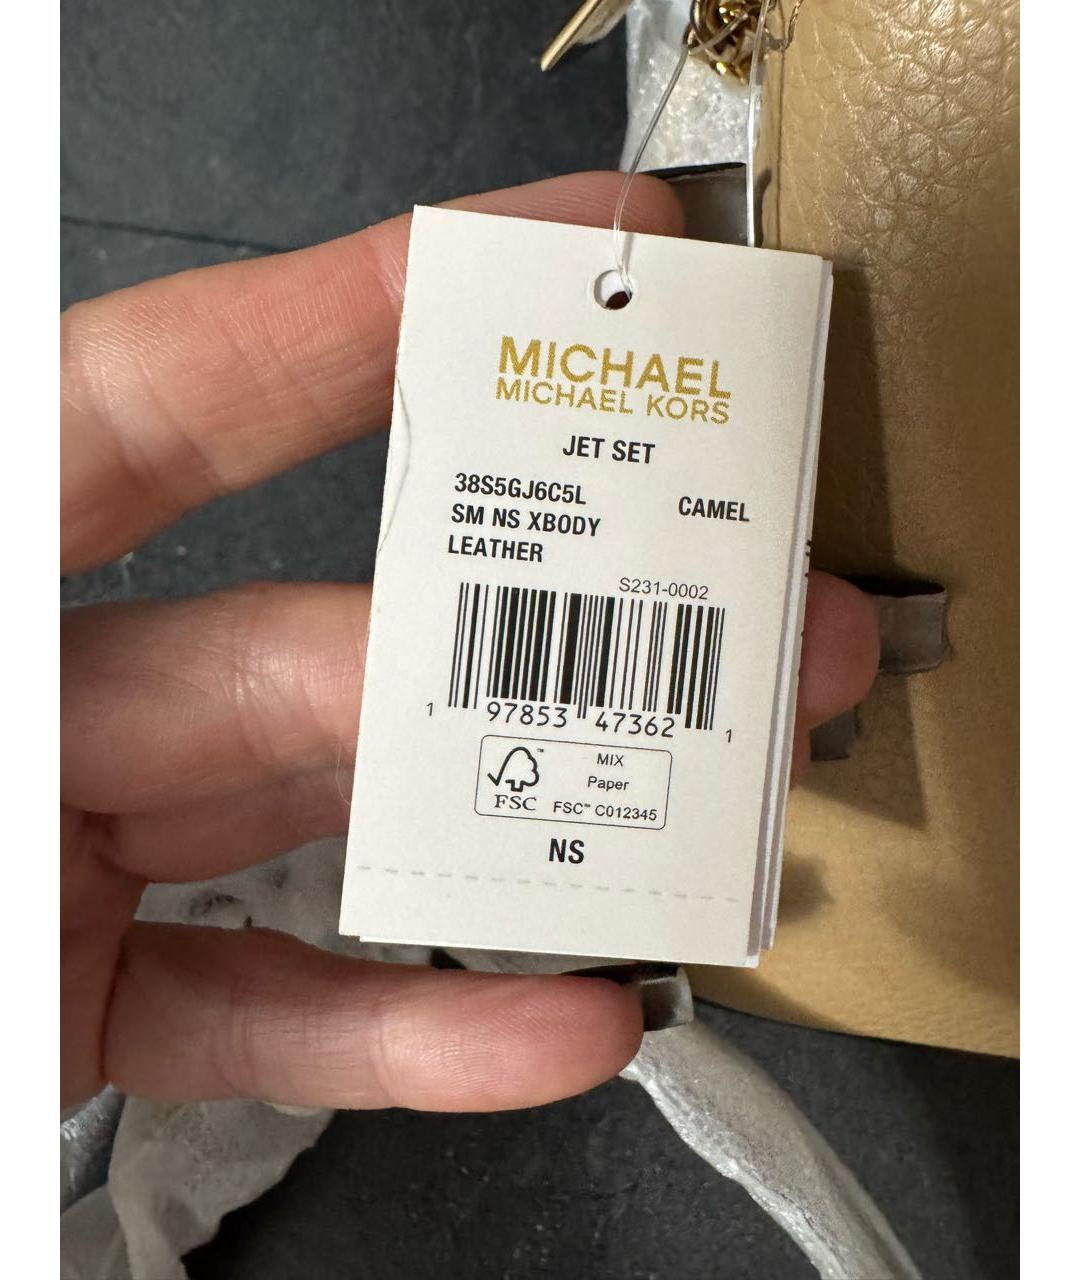 MICHAEL
MICHAEL KORS
JET SET
38S5GJ6C5L
CAMEL
SM NS XBODY
LEATHER
S231-0002
1 97853 47362 1
MIX
Paper
FSC™ C012345
FSC™
NS